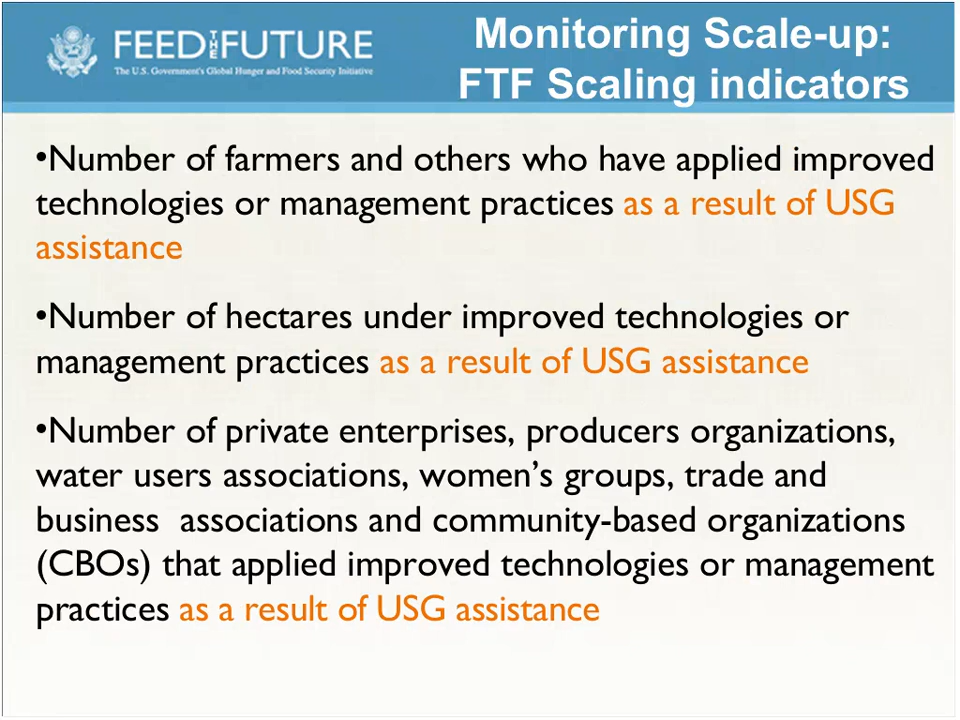 FEED THE FUTURE
The U.S. Government's Global Hunger and Food Security Initiative
Monitoring Scale-up:
FTF Scaling indicators
•Number of farmers and others who have applied improved
technologies or management practices as a result of USG
assistance
•Number of hectares under improved technologies or
management practices as a result of USG assistance
•Number of private enterprises, producers organizations,
water users associations, women’s groups, trade and
business  associations and community-based organizations
(CBOs) that applied improved technologies or management
practices as a result of USG assistance